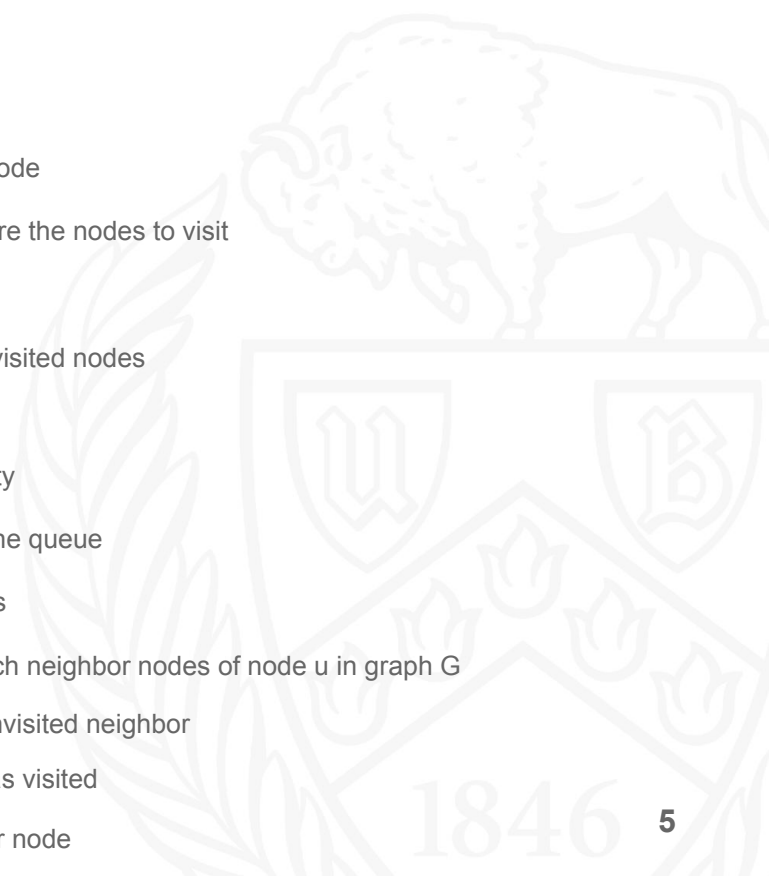 ode
re the nodes to visit
visited nodes
ty
he queue
s
ch neighbor nodes of node u in graph G
nvisited neighbor
s visited
r node
U B
1846
5